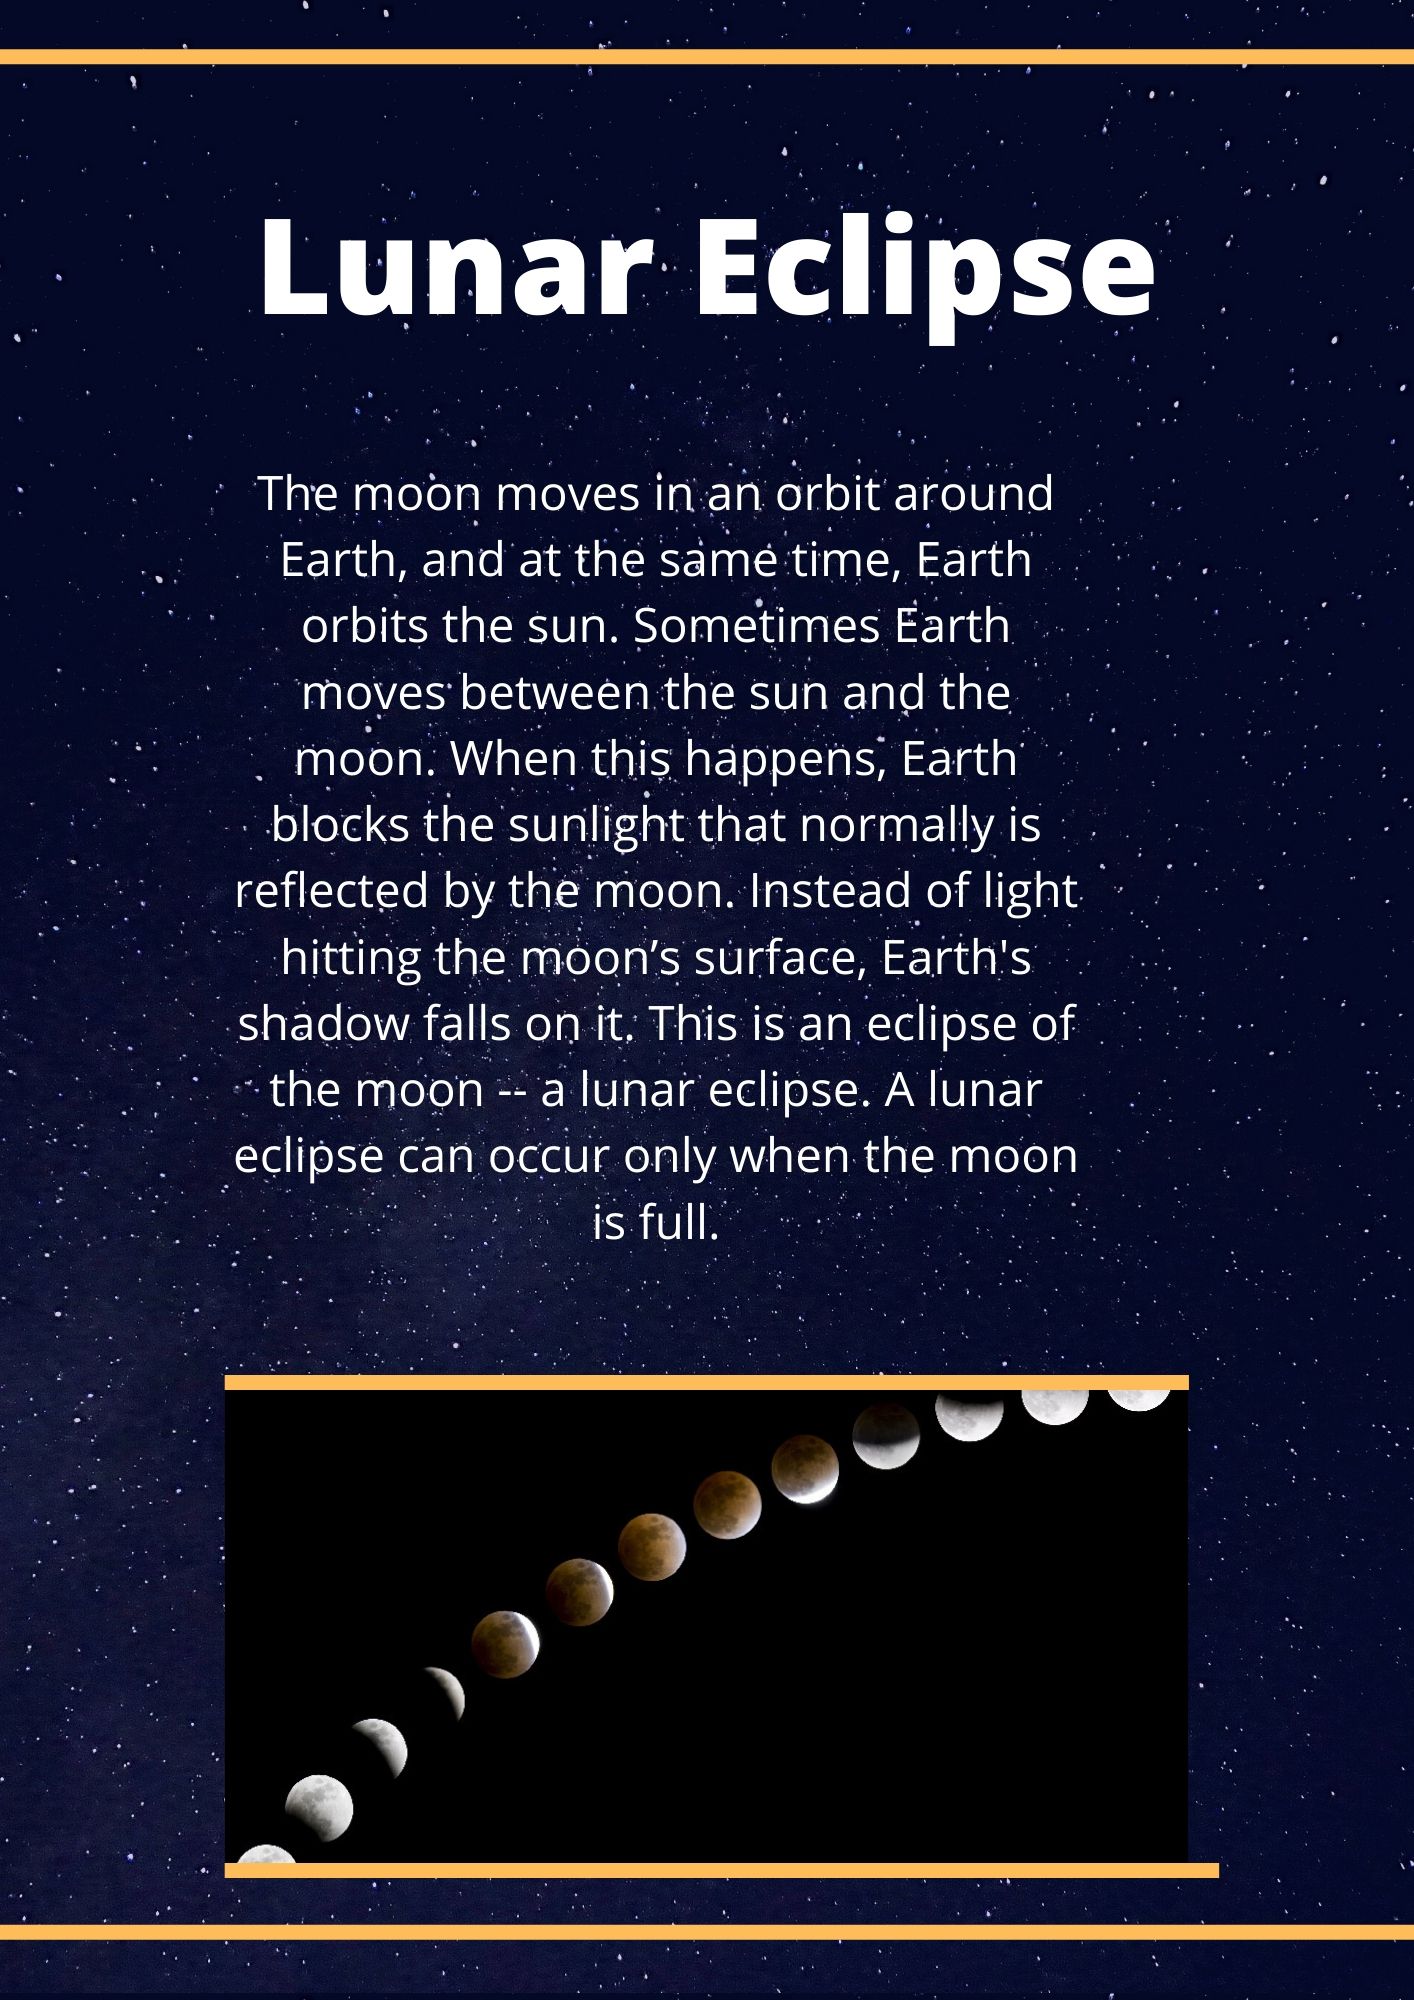 Lunar Eclipse
The moon moves in an orbit around
Earth, and at the same time, Earth
orbits the sun. Sometimes Earth
moves between the sun and the
moon. When this happens, Earth
blocks the sunlight that normally is
reflected by the moon. Instead of light
hitting the moon’s surface, Earth's
shadow falls on it. This is an eclipse of
the moon -- a lunar eclipse. A lunar
eclipse can occur only when the moon
is full.